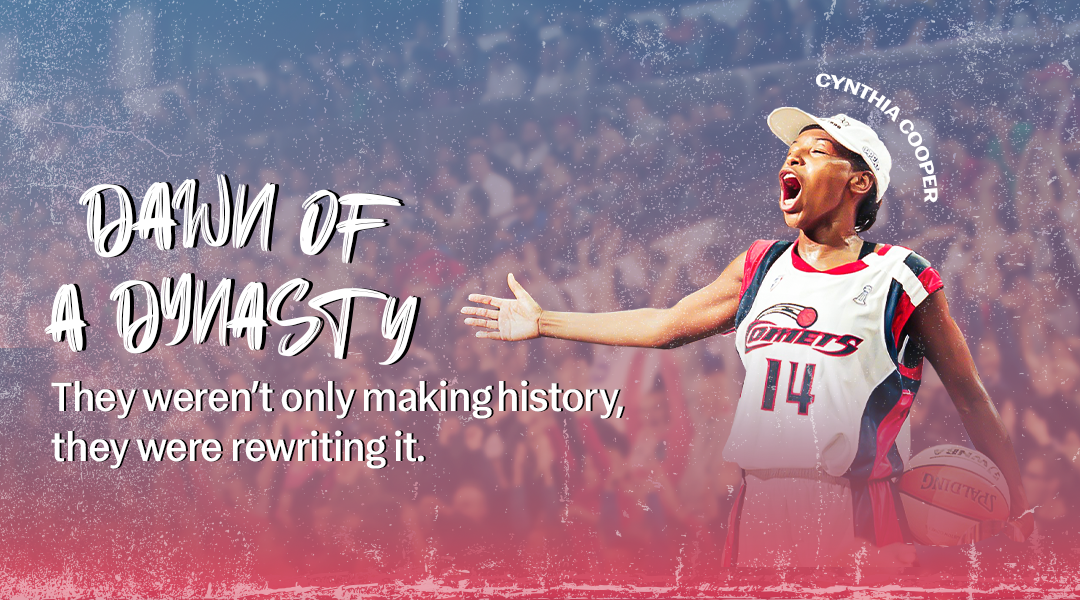 CYNTHIA COOPER
DAWN OF
A DYNASTY
They weren't only making history,
they were rewriting it.
COMETS
14
SPALDING